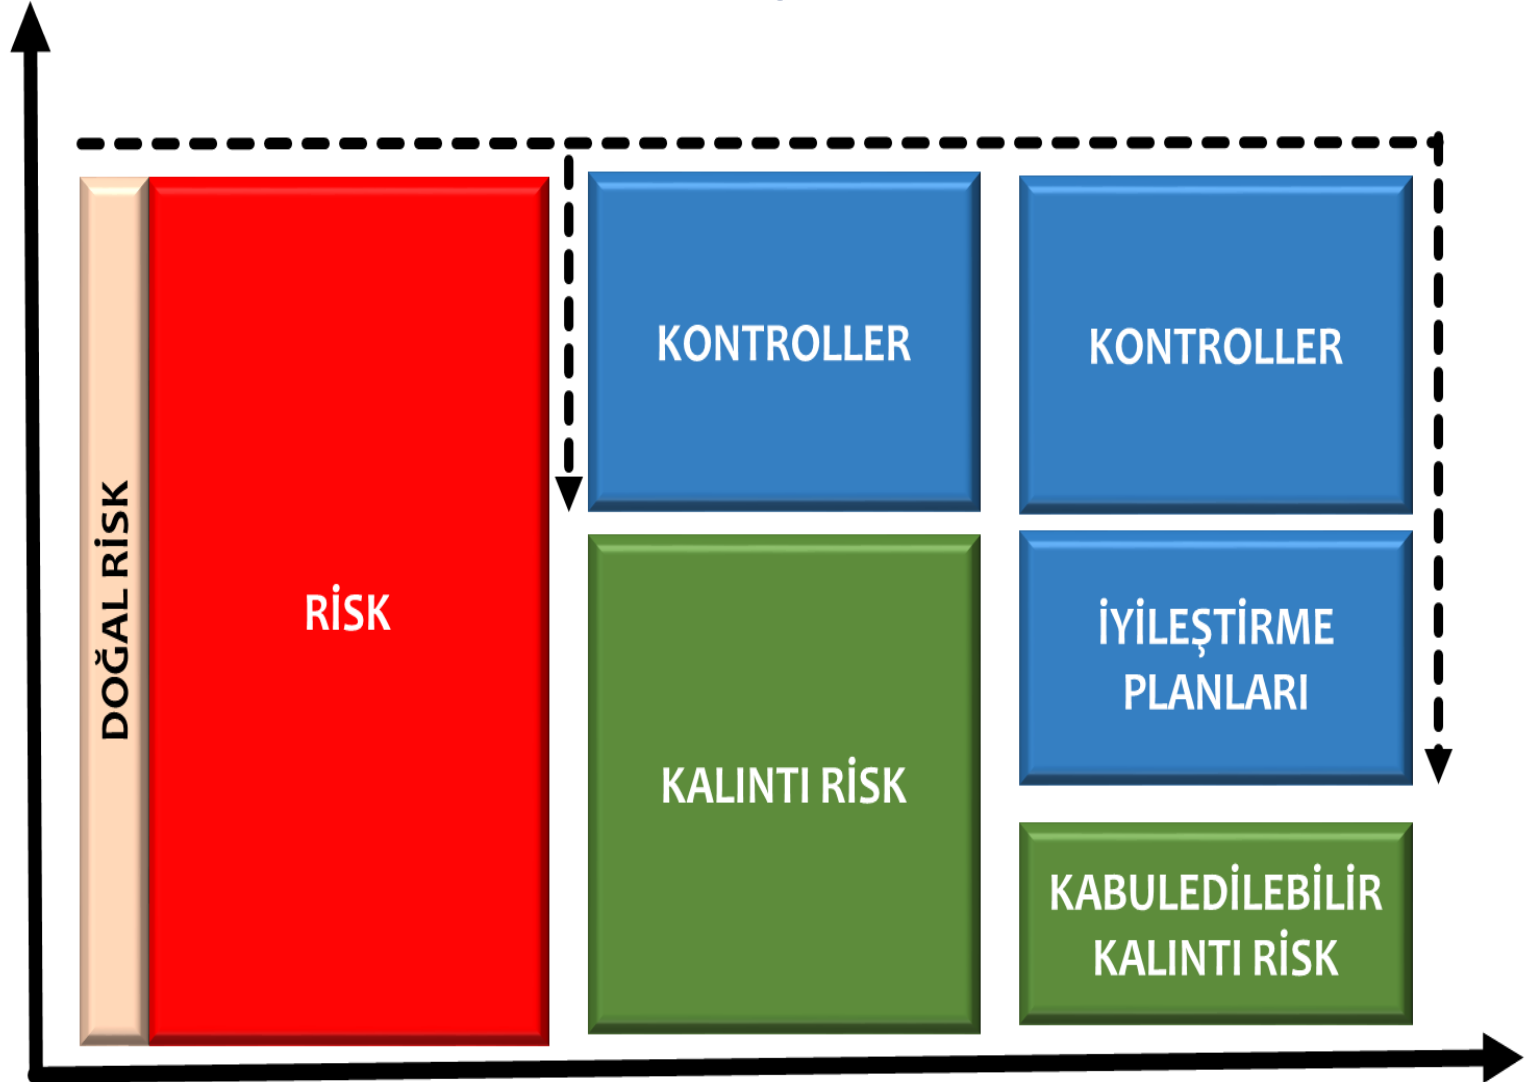 DOĞAL RİSK
RİSK
KONTROLLER
KALINTI RİSK
KONTROLLER
İYİLEŞTİRME
PLANLARI
KABULEDİLEBİLİR
KALINTI RİSK